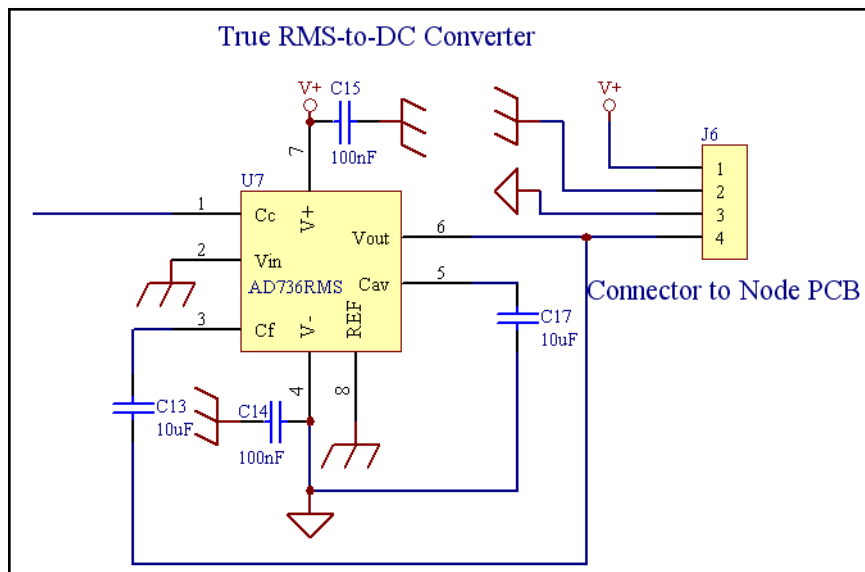 True RMS-to-DC Converter
V+
C15
100nF
V+
J6
1
2
3
4
7
U7
1
Cc
V+
Vout
6
2
Vin
AD736RMS
Cav
5
3
Cf
V-
REF
4
8
C17
10uF
Connector to Node PCB
C13
10uF
C14
100nF